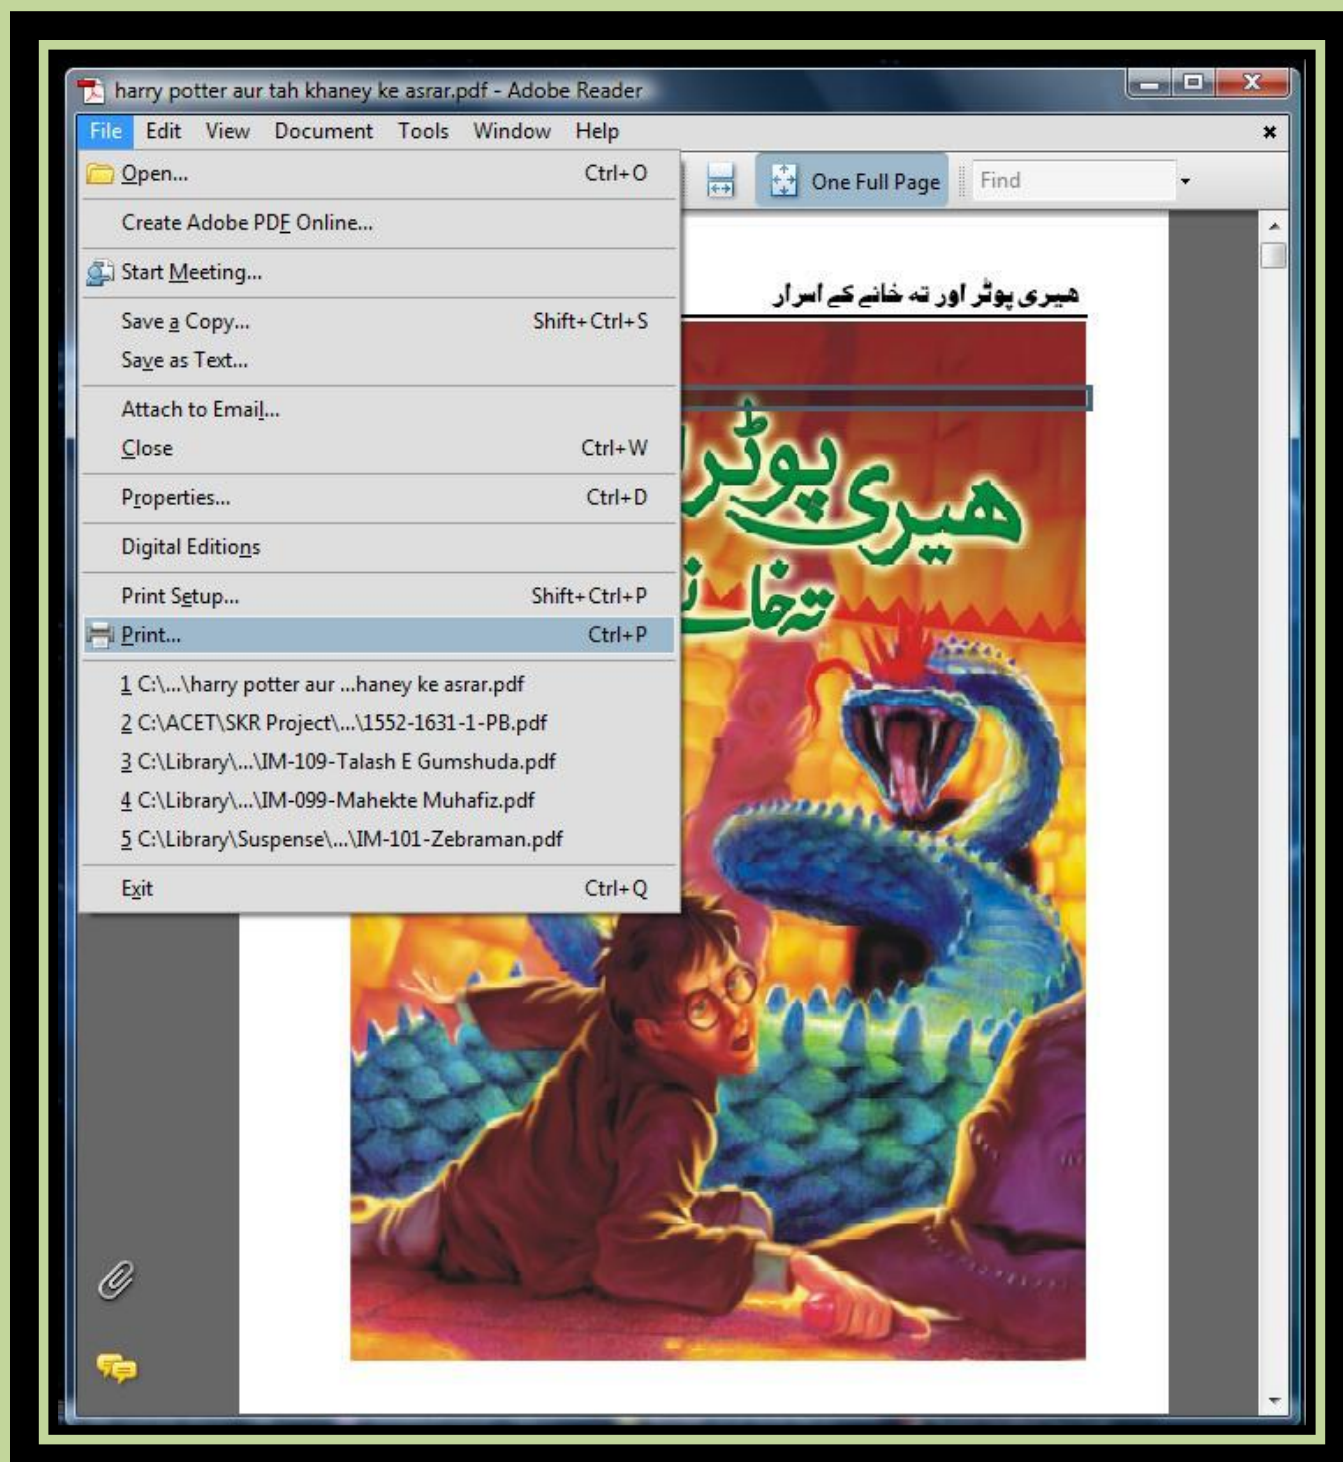 harry potter aur tah khaney ke asrar.pdf - Adobe Reader
File Edit View Document Tools Window Help
Open... Ctrl+O
One Full Page Find
Create Adobe PDF Online...
Start Meeting...
Save a Copy... Shift+Ctrl+S
Save as Text...
Attach to Email...
Close Ctrl+W
Properties... Ctrl+D
Digital Editions
Print Setup... Shift+Ctrl+P
Print... Ctrl+P
1 C:\...\harry potter aur ...haney ke asrar.pdf
2 C:\ACET\SKR Project\...\1552-1631-1-PB.pdf
3 C:\Library\...\IM-109-Talash E Gumshuda.pdf
4 C:\Library\...\IM-099-Mahekte Muhafiz.pdf
5 C:\Library\Suspense\...\IM-101-Zebraman.pdf
Exit Ctrl+Q
ھیری پوٹر اور تہ خانے کے اسرار
ھیری پوٹر
تہ خانے